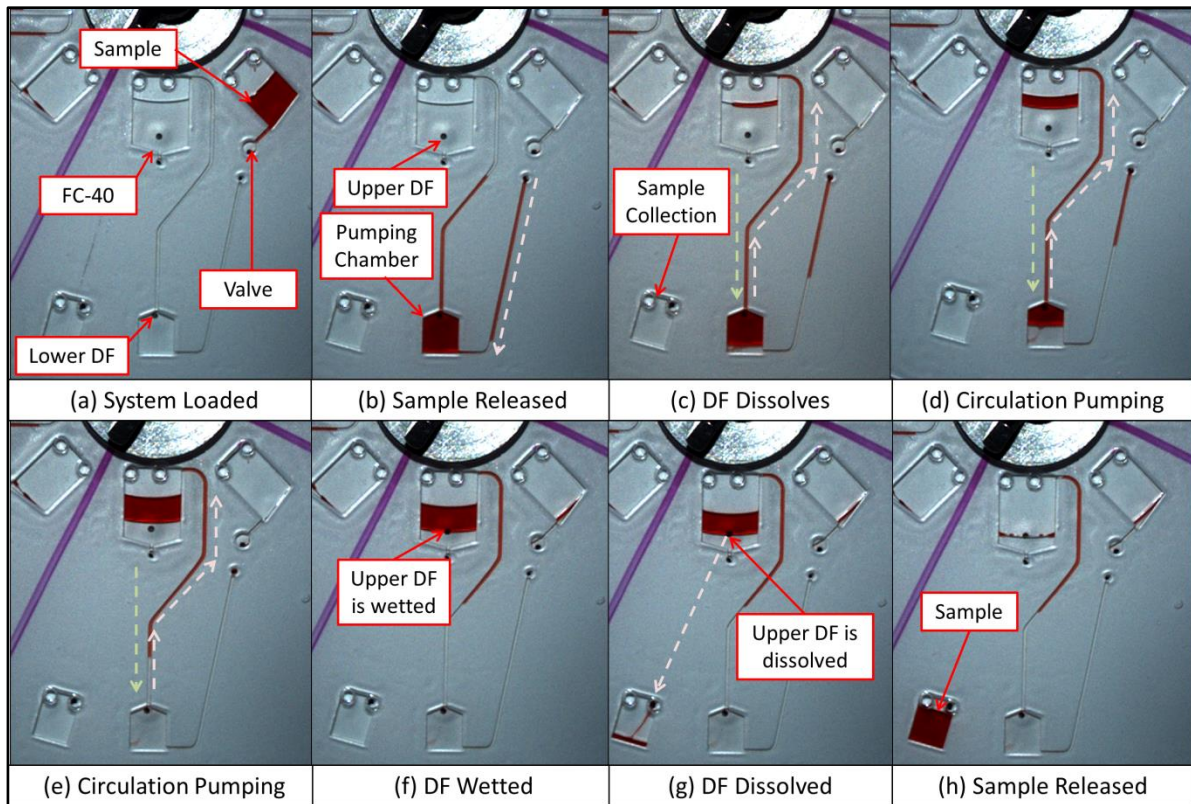 Sample
FC-40
Valve
Lower DF
(a) System Loaded
Upper DF
Pumping
Chamber
(b) Sample Released
Sample
Collection
(c) DF Dissolves
(d) Circulation Pumping
(e) Circulation Pumping
Upper DF
is wetted
(f) DF Wetted
Upper DF is
dissolved
(g) DF Dissolved
Sample
(h) Sample Released